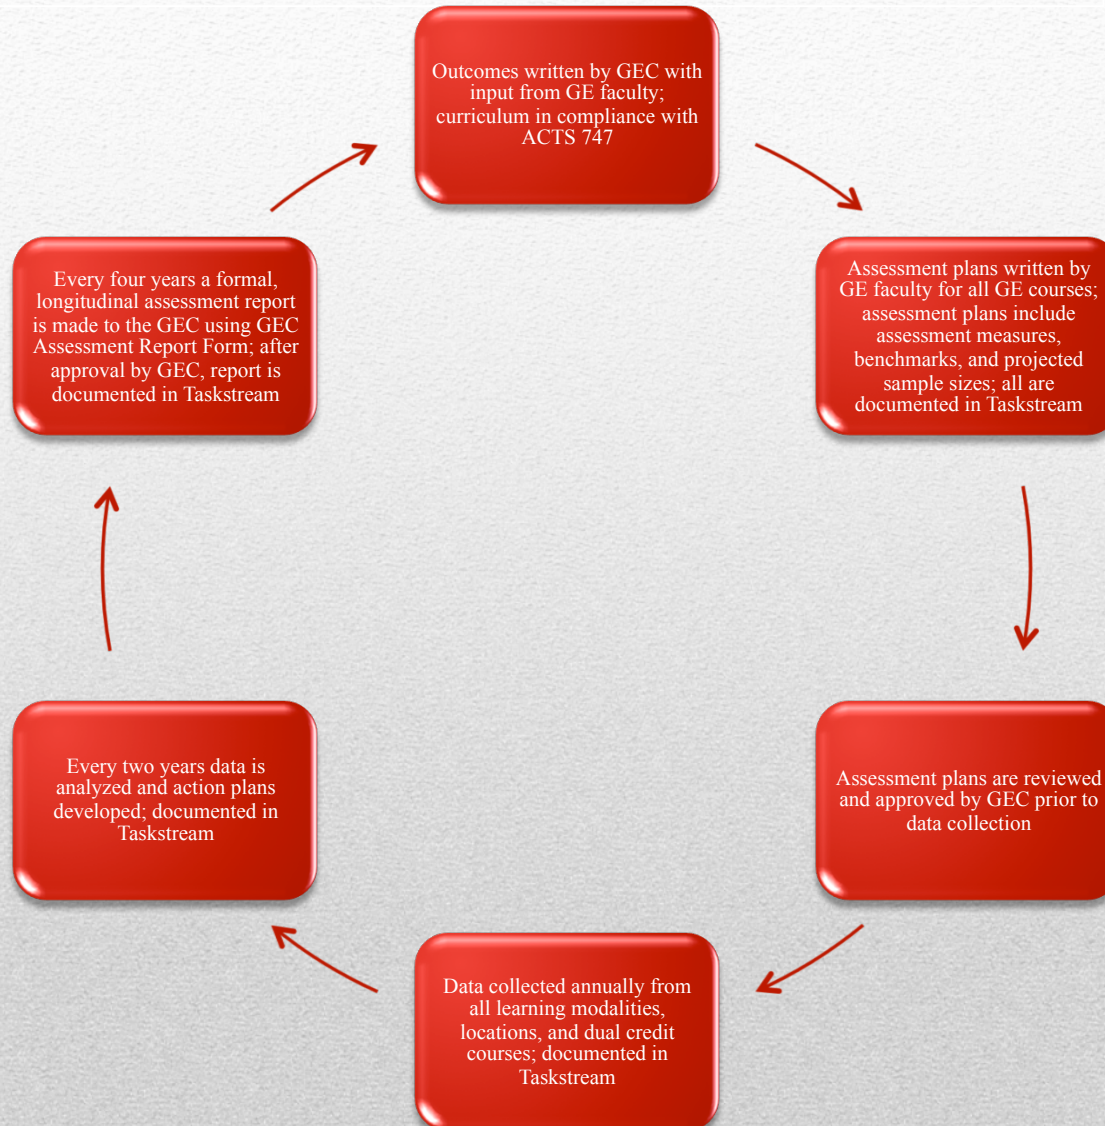 Outcomes written by GEC with
input from GE faculty;
curriculum in compliance with
ACTS 747
Assessment plans written by
GE faculty for all GE courses;
assessment plans include
assessment measures,
benchmarks, and projected
sample sizes; all are
documented in Taskstream
Assessment plans are reviewed
and approved by GEC prior to
data collection
Data collected annually from
all learning modalities,
locations, and dual credit
courses; documented in
Taskstream
Every two years data is
analyzed and action plans
developed; documented in
Taskstream
Every four years a formal,
longitudinal assessment report
is made to the GEC using GEC
Assessment Report Form; after
approval by GEC, report is
documented in Taskstream